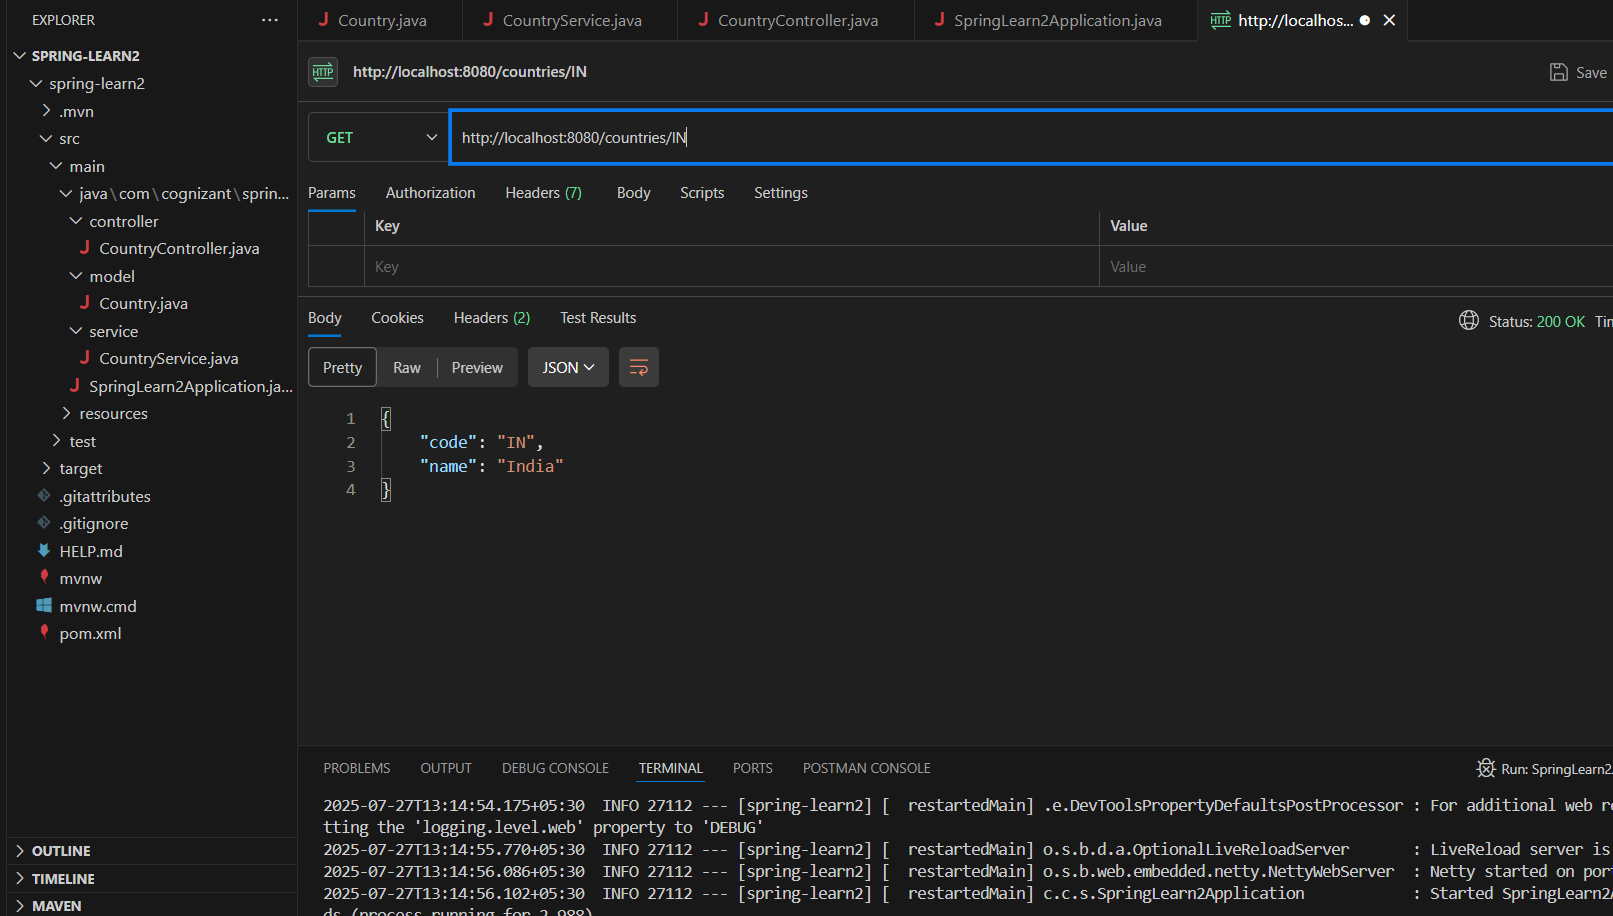 EXPLORER
SPRING-LEARN2
spring-learn2
.mvn
src
main
java\com\cognizant\sprin...
controller
CountryController.java
model
Country.java
service
CountryService.java
SpringLearn2Application.ja...
resources
test
target
.gitattributes
.gitignore
HELP.md
mvnw
mvnw.cmd
pom.xml
OUTLINE
TIMELINE
MAVEN
Country.java CountryService.java CountryController.java SpringLearn2Application.java http://localhos...
http://localhost:8080/countries/IN Save
GET http://localhost:8080/countries/IN
Params Authorization Headers (7) Body Scripts Settings
Key Value
Key Value
Body Cookies Headers (2) Test Results Status: 200 OK
Pretty Raw Preview JSON
1 {
2 "code": "IN",
3 "name": "India"
4 }
PROBLEMS OUTPUT DEBUG CONSOLE TERMINAL PORTS POSTMAN CONSOLE Run: SpringLearn2
2025-07-27T13:14:54.175+05:30 INFO 27112 --- [spring-learn2] [ restartedMain] .e.DevToolsPropertyDefaultsPostProcessor : For additional web
tting the 'logging.level.web' property to 'DEBUG'
2025-07-27T13:14:55.770+05:30 INFO 27112 --- [spring-learn2] [ restartedMain] o.s.b.d.a.OptionalLiveReloadServer : LiveReload server is
2025-07-27T13:14:56.086+05:30 INFO 27112 --- [spring-learn2] [ restartedMain] o.s.b.web.embedded.netty.NettyWebServer : Netty started on
2025-07-27T13:14:56.102+05:30 INFO 27112 --- [spring-learn2] [ restartedMain] c.c.s.SpringLearn2Application : Started
ds (process running for 2.988)